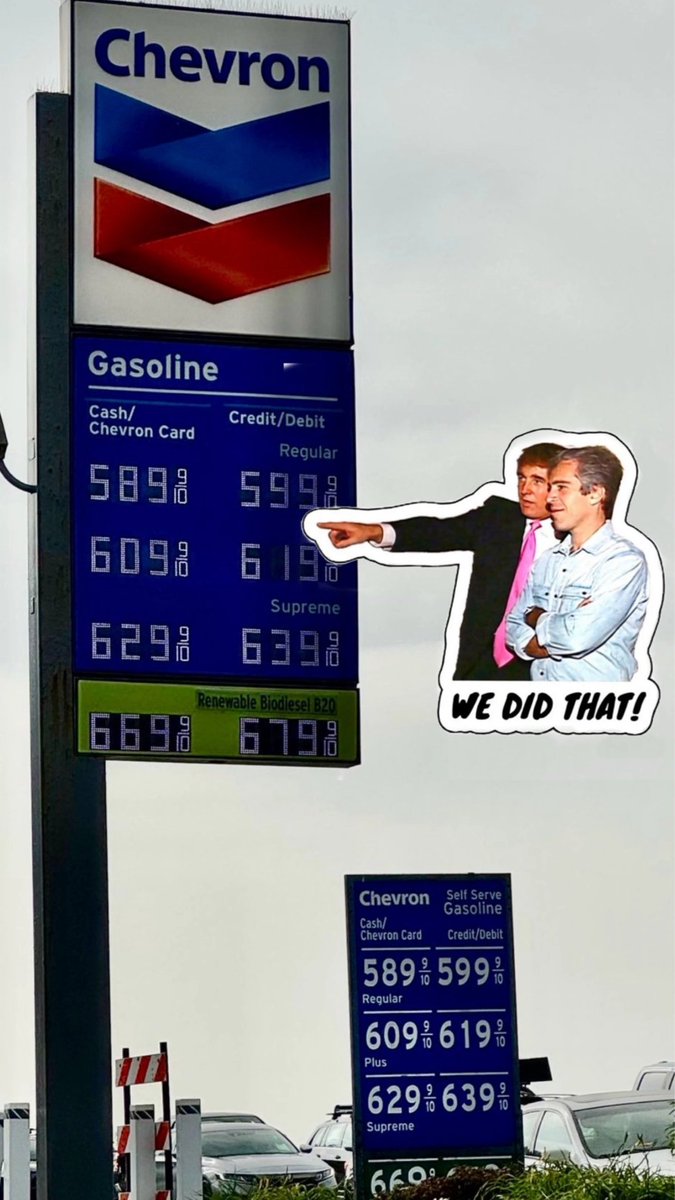 Chevron
Gasoline
Cash/
Chevron Card
Credit/Debit
Regular
589 9/10 599 9/10
609 9/10 619 9/10
Supreme
629 9/10 639 9/10
Renewable Biodiesel B20
669 9/10 679 9/10
WE DID THAT!
Chevron
Self Serve
Gasoline
Cash/
Chevron Card
Credit/Debit
589 9/10 599 9/10
Regular
609 9/10 619 9/10
Plus
629 9/10 639 9/10
Supreme
669 9